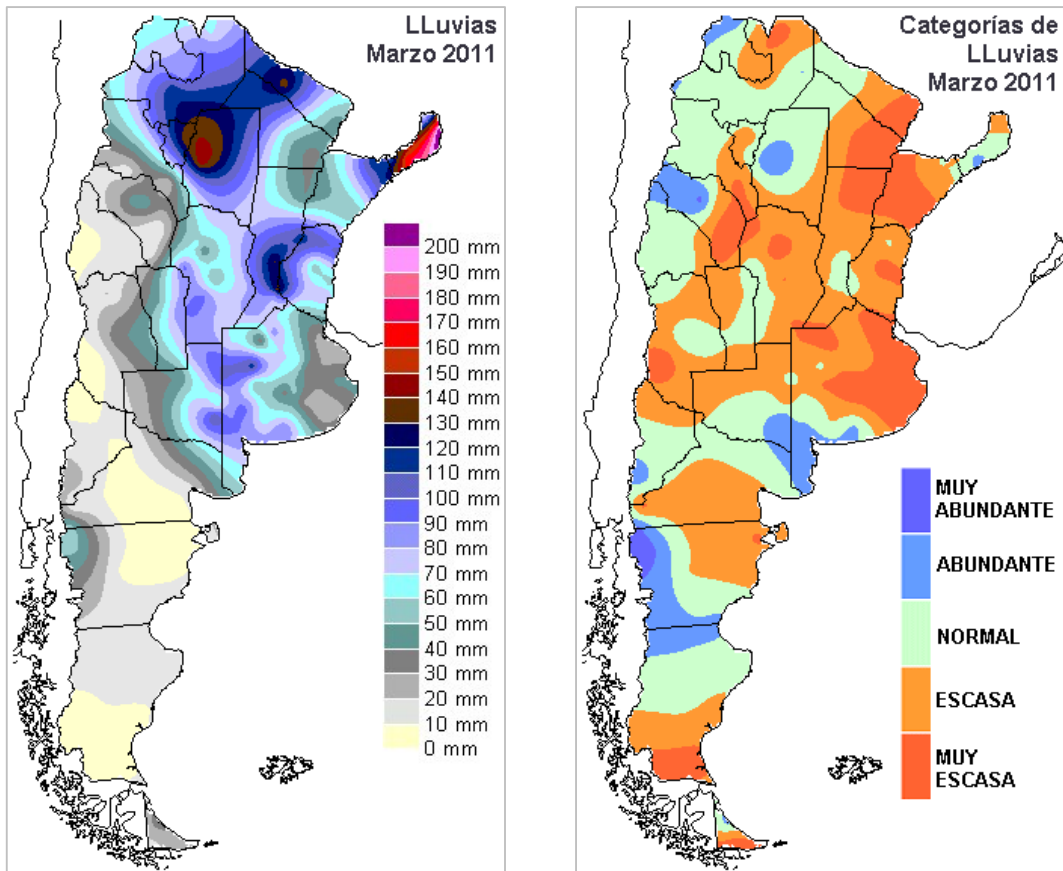 LLuvias
Marzo 2011
200 mm
190 mm
180 mm
170 mm
160 mm
150 mm
140 mm
130 mm
120 mm
110 mm
100 mm
90 mm
80 mm
70 mm
60 mm
50 mm
40 mm
30 mm
20 mm
10 mm
0 mm
Categorías de
LLuvias
Marzo 2011
MUY
ABUNDANTE
ABUNDANTE
NORMAL
ESCASA
MUY
ESCASA